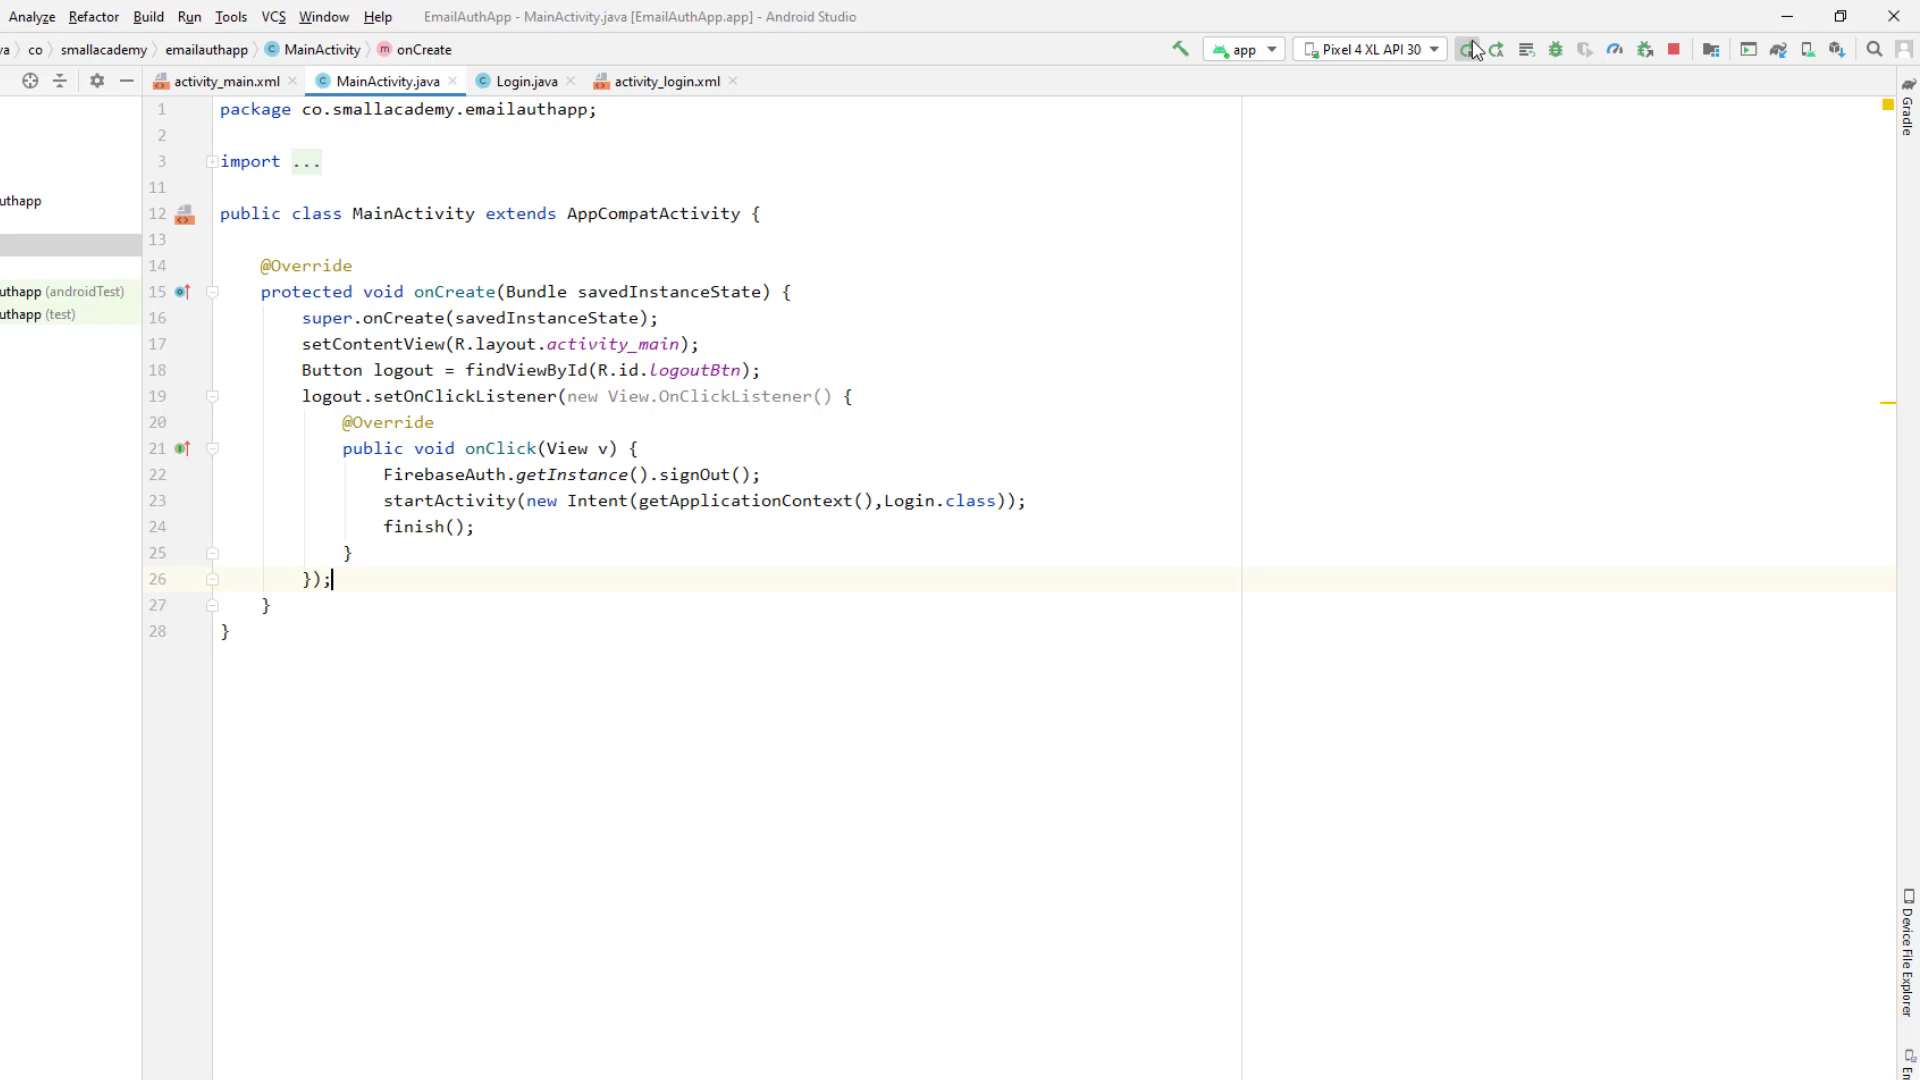 Analyze Refactor Build Run Tools VCS Window Help EmailAuthApp - MainActivity.java [EmailAuthApp.app] - Android Studio
va co smallacademy emailauthapp C MainActivity m onCreate app Pixel 4 XL API 30
activity_main.xml C MainActivity.java C Login.java activity_login.xml
uthapp
uthapp (androidTest)
uthapp (test)
1 package co.smallacademy.emailauthapp;
2
3 import ...
11
12 public class MainActivity extends AppCompatActivity {
13
14 @Override
15 protected void onCreate(Bundle savedInstanceState) {
16 super.onCreate(savedInstanceState);
17 setContentView(R.layout.activity_main);
18 Button logout = findViewById(R.id.logoutBtn);
19 logout.setOnClickListener(new View.OnClickListener() {
20 @Override
21 public void onClick(View v) {
22 FirebaseAuth.getInstance().signOut();
23 startActivity(new Intent(getApplicationContext(),Login.class));
24 finish();
25 }
26 });
27 }
28 }
Gradle
Device File Explorer